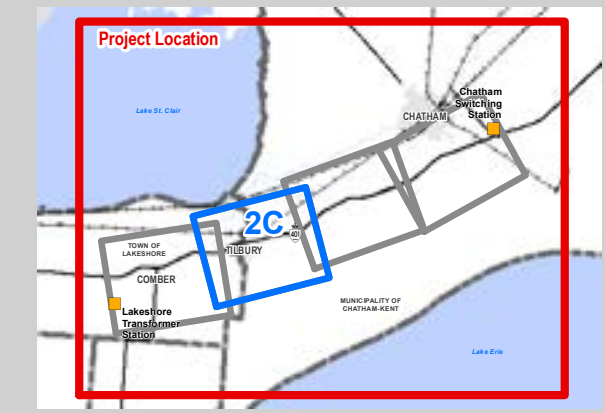 Project Location
Chatham
Switching
Station
Lake St. Clair
CHATHAM
2C
401
TOWN OF
LAKESHORE
TILBURY
COMBER
MUNICIPALITY OF
CHATHAM-KENT
Lakeshore
Transformer
Station
Lake Erie